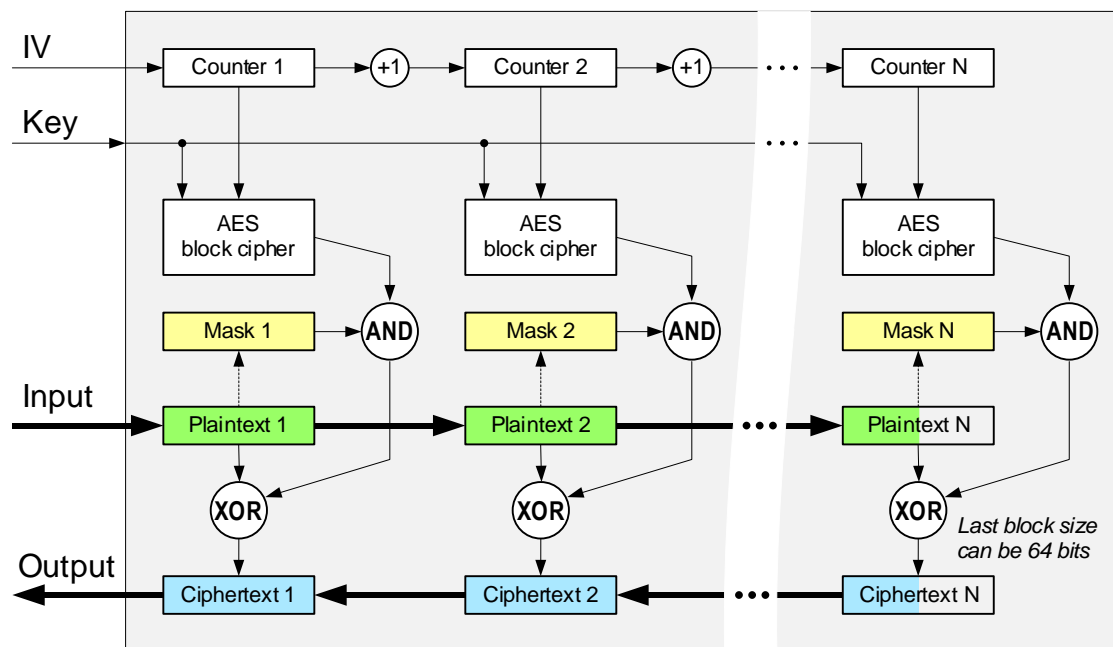 IV
Counter 1
+1
Counter 2
+1
...
Counter N
Key
...
AES
block cipher
AES
block cipher
AES
block cipher
Mask 1
AND
Mask 2
AND
Mask N
AND
Input
Plaintext 1
Plaintext 2
...
Plaintext N
XOR
XOR
XOR
Last block size
can be 64 bits
Output
Ciphertext 1
Ciphertext 2
...
Ciphertext N